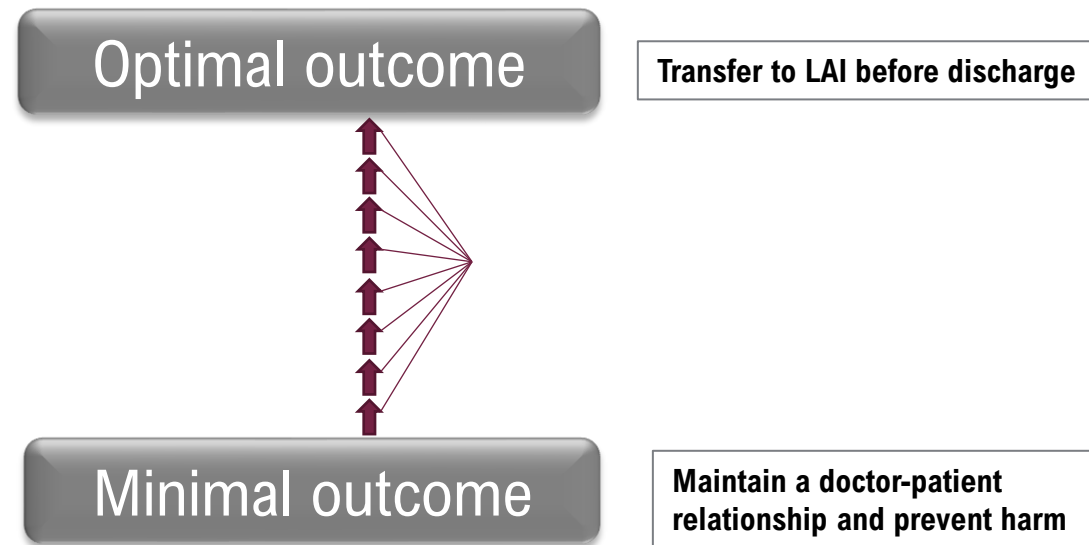 Optimal outcome
Transfer to LAI before discharge
Minimal outcome
Maintain a doctor-patient
relationship and prevent harm